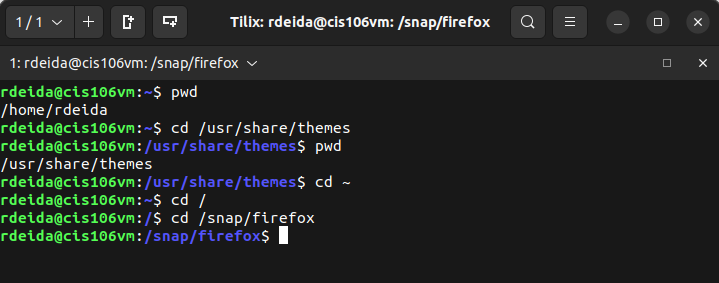 1 / 1
Tilix: rdeida@cis106vm: /snap/firefox
1: rdeida@cis106vm: /snap/firefox
rdeida@cis106vm:~$ pwd
/home/rdeida
rdeida@cis106vm:~$ cd /usr/share/themes
rdeida@cis106vm:/usr/share/themes$ pwd
/usr/share/themes
rdeida@cis106vm:/usr/share/themes$ cd ~
rdeida@cis106vm:~$ cd /
rdeida@cis106vm:/$ cd /snap/firefox
rdeida@cis106vm:/snap/firefox$